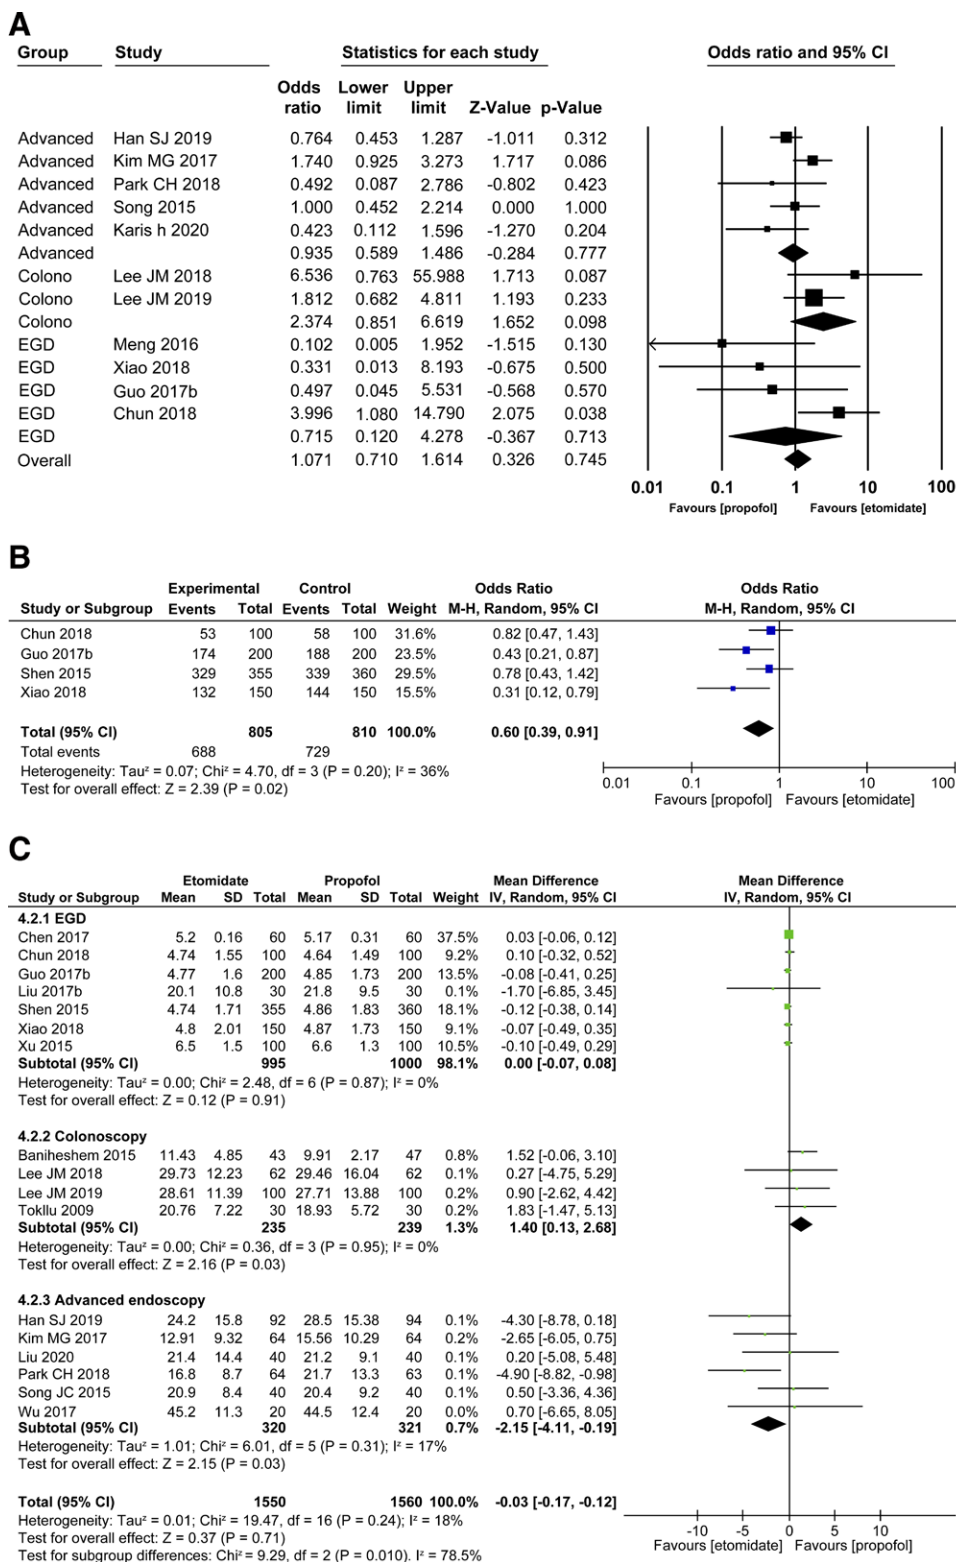 A
Group Study Statistics for each study Odds ratio and 95% CI
Odds ratio Lower limit Upper limit Z-Value p-Value
Advanced Han SJ 2019 0.764 0.453 1.287 -1.011 0.312
Advanced Kim MG 2017 1.740 0.925 3.273 1.717 0.086
Advanced Park CH 2018 0.492 0.087 2.786 -0.802 0.423
Advanced Song 2015 1.000 0.452 2.214 0.000 1.000
Advanced Karis h 2020 0.423 0.112 1.596 -1.270 0.204
Advanced 0.935 0.589 1.486 -0.284 0.777
Colono Lee JM 2018 6.536 0.763 55.988 1.713 0.087
Colono Lee JM 2019 1.812 0.682 4.811 1.193 0.233
Colono 2.374 0.851 6.619 1.652 0.098
EGD Meng 2016 0.102 0.005 1.952 -1.515 0.130
EGD Xiao 2018 0.331 0.013 8.193 -0.675 0.500
EGD Guo 2017b 0.497 0.045 5.531 -0.568 0.570
EGD Chun 2018 3.996 1.080 14.790 2.075 0.038
EGD 0.715 0.120 4.278 -0.367 0.713
Overall 1.071 0.710 1.614 0.326 0.745
0.01 0.1 1 10 100
Favours [propofol] Favours [etomidate]
B
Experimental Control Odds Ratio Odds Ratio
Study or Subgroup Events Total Events Total Weight M-H, Random, 95% CI M-H, Random, 95% CI
Chun 2018 53 100 58 100 31.6% 0.82 [0.47, 1.43]
Guo 2017b 174 200 188 200 23.5% 0.43 [0.21, 0.87]
Shen 2015 329 355 339 360 29.5% 0.78 [0.43, 1.42]
Xiao 2018 132 150 144 150 15.5% 0.31 [0.12, 0.79]
Total (95% CI) 805 810 100.0% 0.60 [0.39, 0.91]
Total events 688 729
Heterogeneity: Tau² = 0.07; Chi² = 4.70, df = 3 (P = 0.20); I² = 36%
Test for overall effect: Z = 2.39 (P = 0.02)
0.01 0.1 1 10 100
Favours [propofol] Favours [etomidate]
C
Etomidate Propofol Mean Difference Mean Difference
Study or Subgroup Mean SD Total Mean SD Total Weight IV, Random, 95% CI IV, Random, 95% CI
4.2.1 EGD
Chen 2017 5.2 0.16 60 5.17 0.31 60 37.5% 0.03 [-0.06, 0.12]
Chun 2018 4.74 1.55 100 4.64 1.49 100 9.2% 0.10 [-0.32, 0.52]
Guo 2017b 4.77 1.6 200 4.85 1.73 200 13.5% -0.08 [-0.41, 0.25]
Liu 2017b 20.1 10.8 30 21.8 9.5 30 0.1% -1.70 [-6.85, 3.45]
Shen 2015 4.74 1.71 355 4.86 1.83 360 18.1% -0.12 [-0.38, 0.14]
Xiao 2018 4.8 2.01 150 4.87 1.73 150 9.1% -0.07 [-0.49, 0.35]
Xu 2015 6.5 1.5 100 6.6 1.3 100 10.5% -0.10 [-0.49, 0.29]
Subtotal (95% CI) 995 1000 98.1% 0.00 [-0.07, 0.08]
Heterogeneity: Tau² = 0.00; Chi² = 2.48, df = 6 (P = 0.87); I² = 0%
Test for overall effect: Z = 0.12 (P = 0.91)
4.2.2 Colonoscopy
Baniheshem 2015 11.43 4.85 43 9.91 2.17 47 0.8% 1.52 [-0.06, 3.10]
Lee JM 2018 29.73 12.23 62 29.46 16.04 62 0.1% 0.27 [-4.75, 5.29]
Lee JM 2019 28.61 11.39 100 27.71 13.88 100 0.2% 0.90 [-2.62, 4.42]
Tokllu 2009 20.76 7.22 30 18.93 5.72 30 0.2% 1.83 [-1.47, 5.13]
Subtotal (95% CI) 235 239 1.3% 1.40 [0.13, 2.68]
Heterogeneity: Tau² = 0.00; Chi² = 0.36, df = 3 (P = 0.95); I² = 0%
Test for overall effect: Z = 2.16 (P = 0.03)
4.2.3 Advanced endoscopy
Han SJ 2019 24.2 15.8 92 28.5 15.38 94 0.1% -4.30 [-8.78, 0.18]
Kim MG 2017 12.91 9.32 64 15.56 10.29 64 0.2% -2.65 [-6.05, 0.75]
Liu 2020 21.4 14.4 40 21.2 9.1 40 0.1% 0.20 [-5.08, 5.48]
Park CH 2018 16.8 8.7 64 21.7 13.3 63 0.1% -4.90 [-8.82, -0.98]
Song JC 2015 20.9 8.4 40 20.4 9.2 40 0.1% 0.50 [-3.36, 4.36]
Wu 2017 45.2 11.3 20 44.5 12.4 20 0.0% 0.70 [-6.65, 8.05]
Subtotal (95% CI) 320 321 0.7% -2.15 [-4.11, -0.19]
Heterogeneity: Tau² = 1.01; Chi² = 6.01, df = 5 (P = 0.31); I² = 17%
Test for overall effect: Z = 2.15 (P = 0.03)
Total (95% CI) 1550 1560 100.0% -0.03 [-0.17, -0.12]
Heterogeneity: Tau² = 0.01; Chi² = 19.47, df = 16 (P = 0.24); I² = 18%
Test for overall effect: Z = 0.37 (P = 0.71)
Test for subgroup differences: Chi² = 9.29, df = 2 (P = 0.010). I² = 78.5%
-10 -5 0 5 10
Favours [etomidate] Favours [propofol]